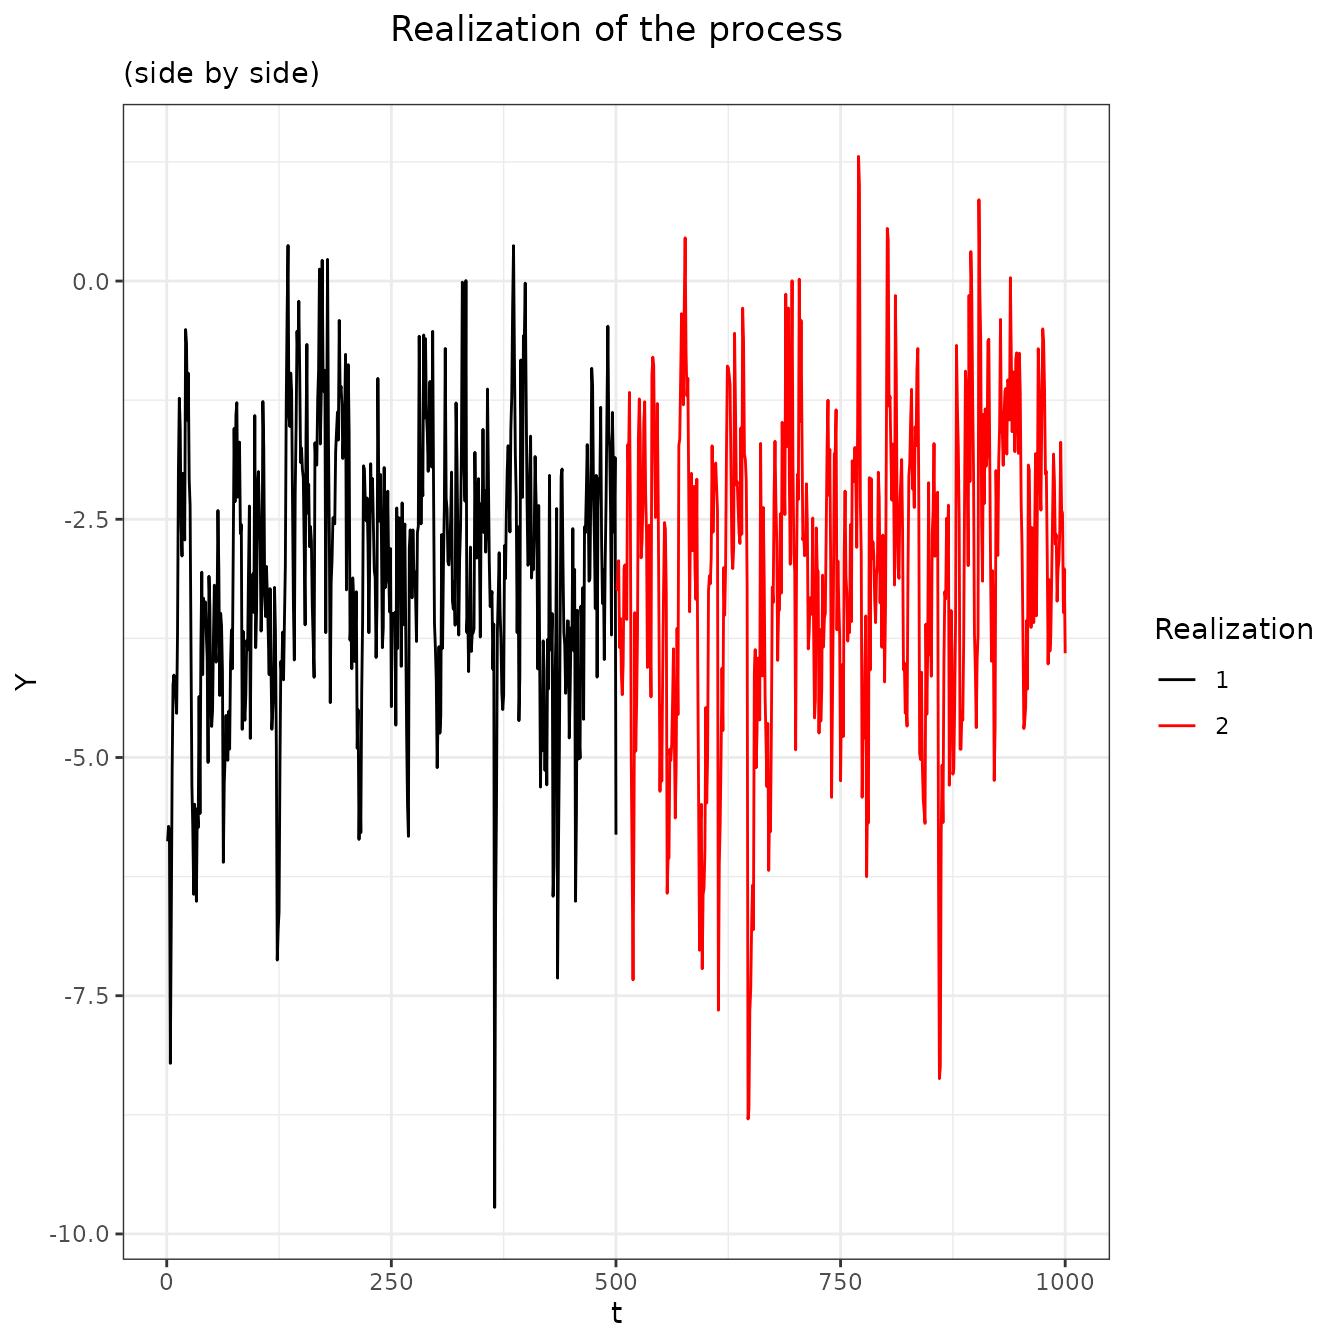 Realization of the process
(side by side)
Y
0.0
-2.5
-5.0
-7.5
-10.0
0
250
500
750
1000
t
Realization
1
2